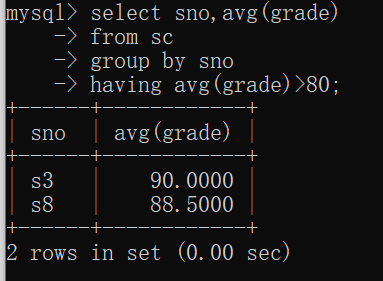 mysql> select sno,avg(grade)
    -> from sc
    -> group by sno
    -> having avg(grade)>80;
+------+------------+
| sno  | avg(grade) |
+------+------------+
| s3   |    90.0000 |
| s8   |    88.5000 |
+------+------------+
2 rows in set (0.00 sec)